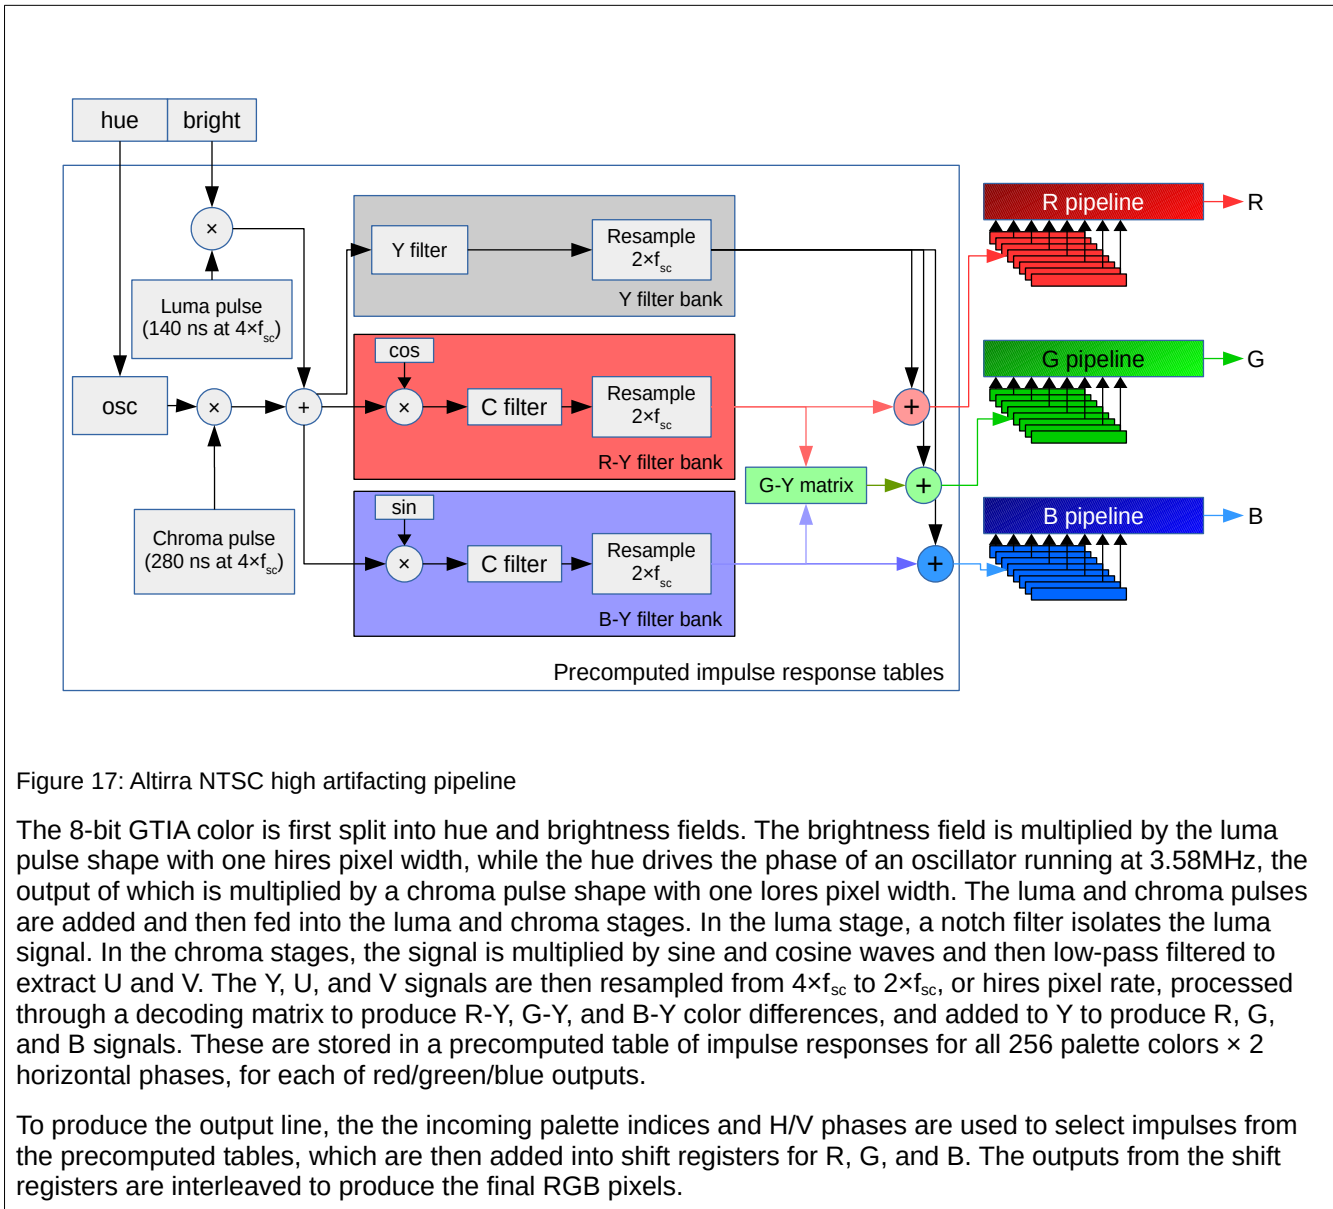 hue bright
× 
Luma pulse
(140 ns at 4×fsc)
osc
×
+
Chroma pulse
(280 ns at 4×fsc)
Y filter
Resample
2×fsc
Y filter bank
cos
×
C filter
Resample
2×fsc
R-Y filter bank
sin
×
C filter
Resample
2×fsc
B-Y filter bank
G-Y matrix
+
+
+
Precomputed impulse response tables
R pipeline R
G pipeline G
B pipeline B
Figure 17: Altirra NTSC high artifacting pipeline
The 8-bit GTIA color is first split into hue and brightness fields. The brightness field is multiplied by the luma
pulse shape with one hires pixel width, while the hue drives the phase of an oscillator running at 3.58MHz, the
output of which is multiplied by a chroma pulse shape with one lores pixel width. The luma and chroma pulses
are added and then fed into the luma and chroma stages. In the luma stage, a notch filter isolates the luma
signal. In the chroma stages, the signal is multiplied by sine and cosine waves and then low-pass filtered to
extract U and V. The Y, U, and V signals are then resampled from 4×fsc to 2×fsc, or hires pixel rate, processed
through a decoding matrix to produce R-Y, G-Y, and B-Y color differences, and added to Y to produce R, G,
and B signals. These are stored in a precomputed table of impulse responses for all 256 palette colors × 2
horizontal phases, for each of red/green/blue outputs.
To produce the output line, the the incoming palette indices and H/V phases are used to select impulses from
the precomputed tables, which are then added into shift registers for R, G, and B. The outputs from the shift
registers are interleaved to produce the final RGB pixels.